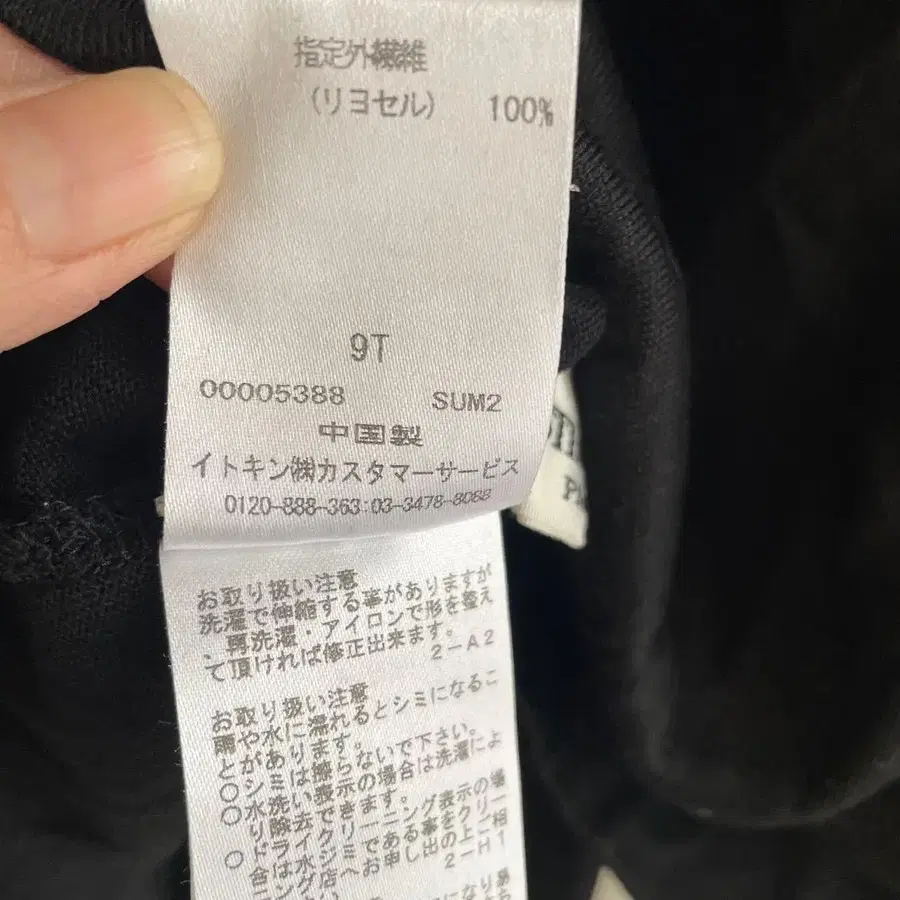 指定外繊維
(リヨセル) 100%
9T
00005388 SUM2
中国製
イトキン㈱カスタマーサービス
0120-888-363:03-3478-8088
お取り扱い注意
洗濯で伸縮する事がありますが
、再洗濯・アイロンで形を整え
て頂ければ修正出来ます。
2-A2
お取り扱い注意
雨や水に濡れるとシミになるこ
とがあります。
○シミは擦らないで下さい。
○水洗い表示の場合は洗濯によ
り除去できます。
○ドライクリーニング表示の場
合は水ジミである事をクリー
ニング店へお申し出の上ご相
2-H1